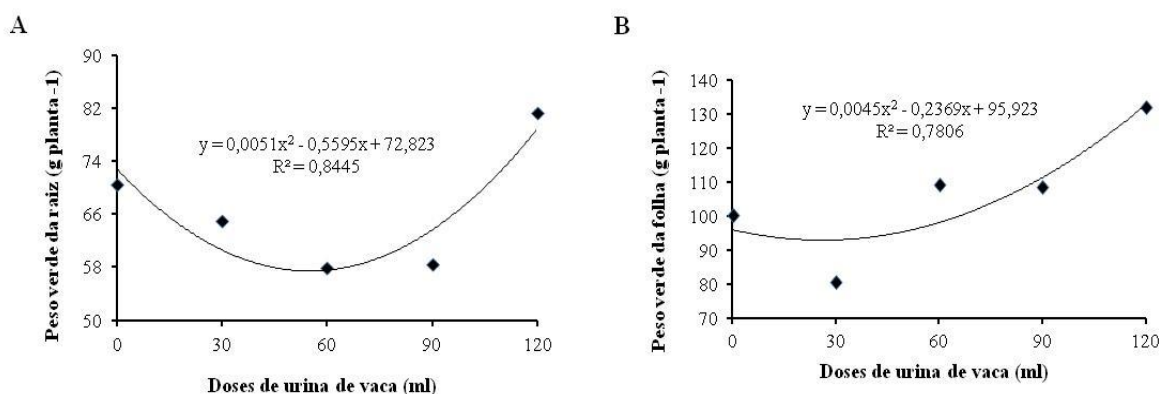 A
Peso verde da raiz (g planta -1)
90
82
74
66
58
50
y = 0,0051x² - 0,5595x + 72,823
R² = 0,8445
0 30 60 90 120
Doses de urina de vaca (ml)
B
Peso verde da folha (g planta -1)
140
130
120
110
100
90
80
70
y = 0,0045x² - 0,2369x + 95,923
R² = 0,7806
0 30 60 90 120
Doses de urina de vaca (ml)